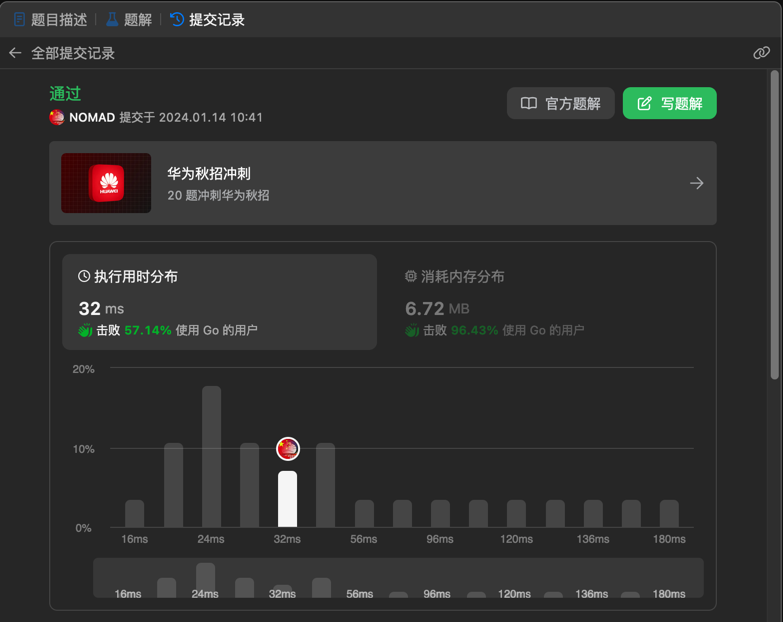 题目描述 题解 提交记录
全部提交记录
通过
NOMAD 提交于 2024.01.14 10:41
官方题解
写题解
HUAWEI
华为秋招冲刺
20 题冲刺华为秋招
执行用时分布
32 ms
击败 57.14% 使用 Go 的用户
消耗内存分布
6.72 MB
击败 96.43% 使用 Go 的用户
20%
10%
0%
16ms 24ms 32ms 56ms 96ms 120ms 136ms 180ms
16ms 24ms 32ms 56ms 96ms 120ms 136ms 180ms